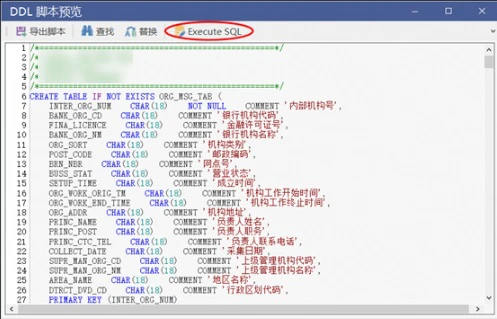 DDL 脚本预览
导出脚本 查找 替换 Execute SQL
1 /*==================================================*/
2 /*
3 /*
4 /*
5 /*==================================================*/
6 CREATE TABLE IF NOT EXISTS ORG_MSG_TAB (
7 INTER_ORG_NUM CHAR(18) NOT NULL COMMENT '内部机构号',
8 BANK_ORG_CD CHAR(18) COMMENT '银行机构代码',
9 FINA_LICENCE CHAR(18) COMMENT '金融许可证号',
10 BANK_ORG_NM CHAR(18) COMMENT '银行机构名称',
11 ORG_SORT CHAR(18) COMMENT '机构类别',
12 POST_CODE CHAR(18) COMMENT '邮政编码',
13 BRN_NBR CHAR(18) COMMENT '网点号',
14 BUSS_STAT CHAR(18) COMMENT '营业状态',
15 SETUP_TIME CHAR(18) COMMENT '成立时间',
16 ORG_WORK_ORIG_TM CHAR(18) COMMENT '机构工作开始时间',
17 ORG_WORK_END_TIME CHAR(18) COMMENT '机构工作终止时间',
18 ORG_ADDR CHAR(18) COMMENT '机构地址',
19 PRINC_NAME CHAR(18) COMMENT '负责人姓名',
20 PRINC_POST CHAR(18) COMMENT '负责人职务',
21 PRINC_CTC_TEL CHAR(18) COMMENT '负责人联系电话',
22 COLLECT_DATE CHAR(18) COMMENT '采集日期',
23 SUPR_MAN_ORG_CD CHAR(18) COMMENT '上级管理机构代码',
24 SUPR_MAN_ORG_NM CHAR(18) COMMENT '上级管理机构名称',
25 AREA_NAME CHAR(18) COMMENT '地区名称',
26 DTRCT_DVD_CD CHAR(18) COMMENT '行政区划代码',
27 PRIMARY KEY (INTER_ORG_NUM)